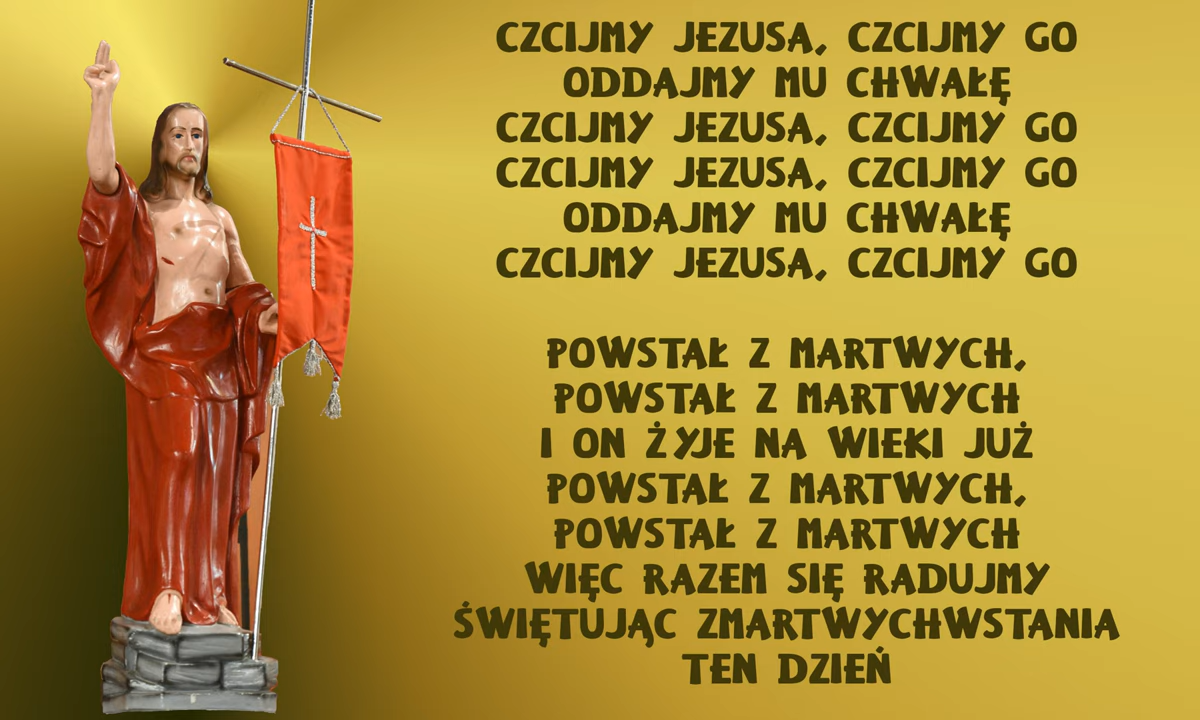 CZCIJMY JEZUSA, CZCIJMY GO
ODDAJMY MU CHWAŁĘ
CZCIJMY JEZUSA, CZCIJMY GO
CZCIJMY JEZUSA, CZCIJMY GO
ODDAJMY MU CHWAŁĘ
CZCIJMY JEZUSA, CZCIJMY GO
POWSTAŁ Z MARTWYCH,
POWSTAŁ Z MARTWYCH
I ON ŻYJE NA WIEKI JUŻ
POWSTAŁ Z MARTWYCH,
POWSTAŁ Z MARTWYCH
WIĘC RAZEM SIĘ RADUJMY
ŚWIĘTUJĄC ZMARTWYCHWSTANIA
TEN DZIEŃ